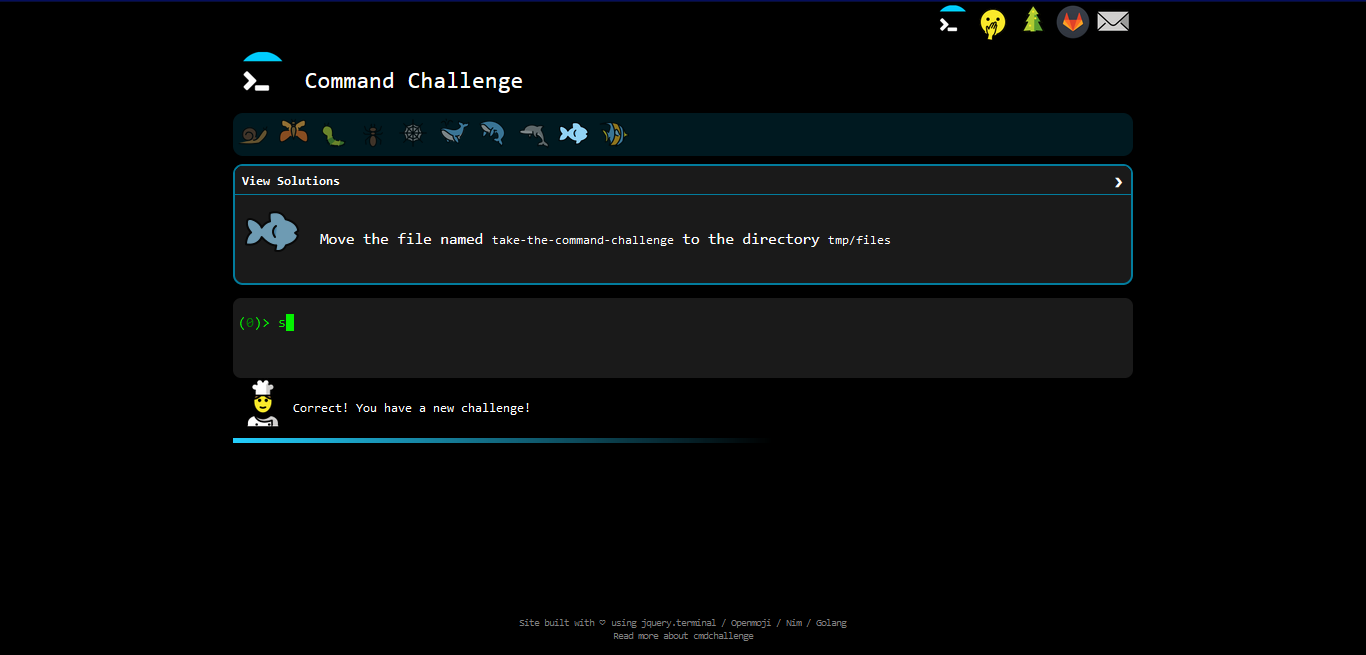 Command Challenge
View Solutions
Move the file named take-the-command-challenge to the directory tmp/files
(0)> s
Correct! You have a new challenge!
Site built with ♡ using jquery.terminal / Openmoji / Nim / Golang
Read more about cmdchallenge